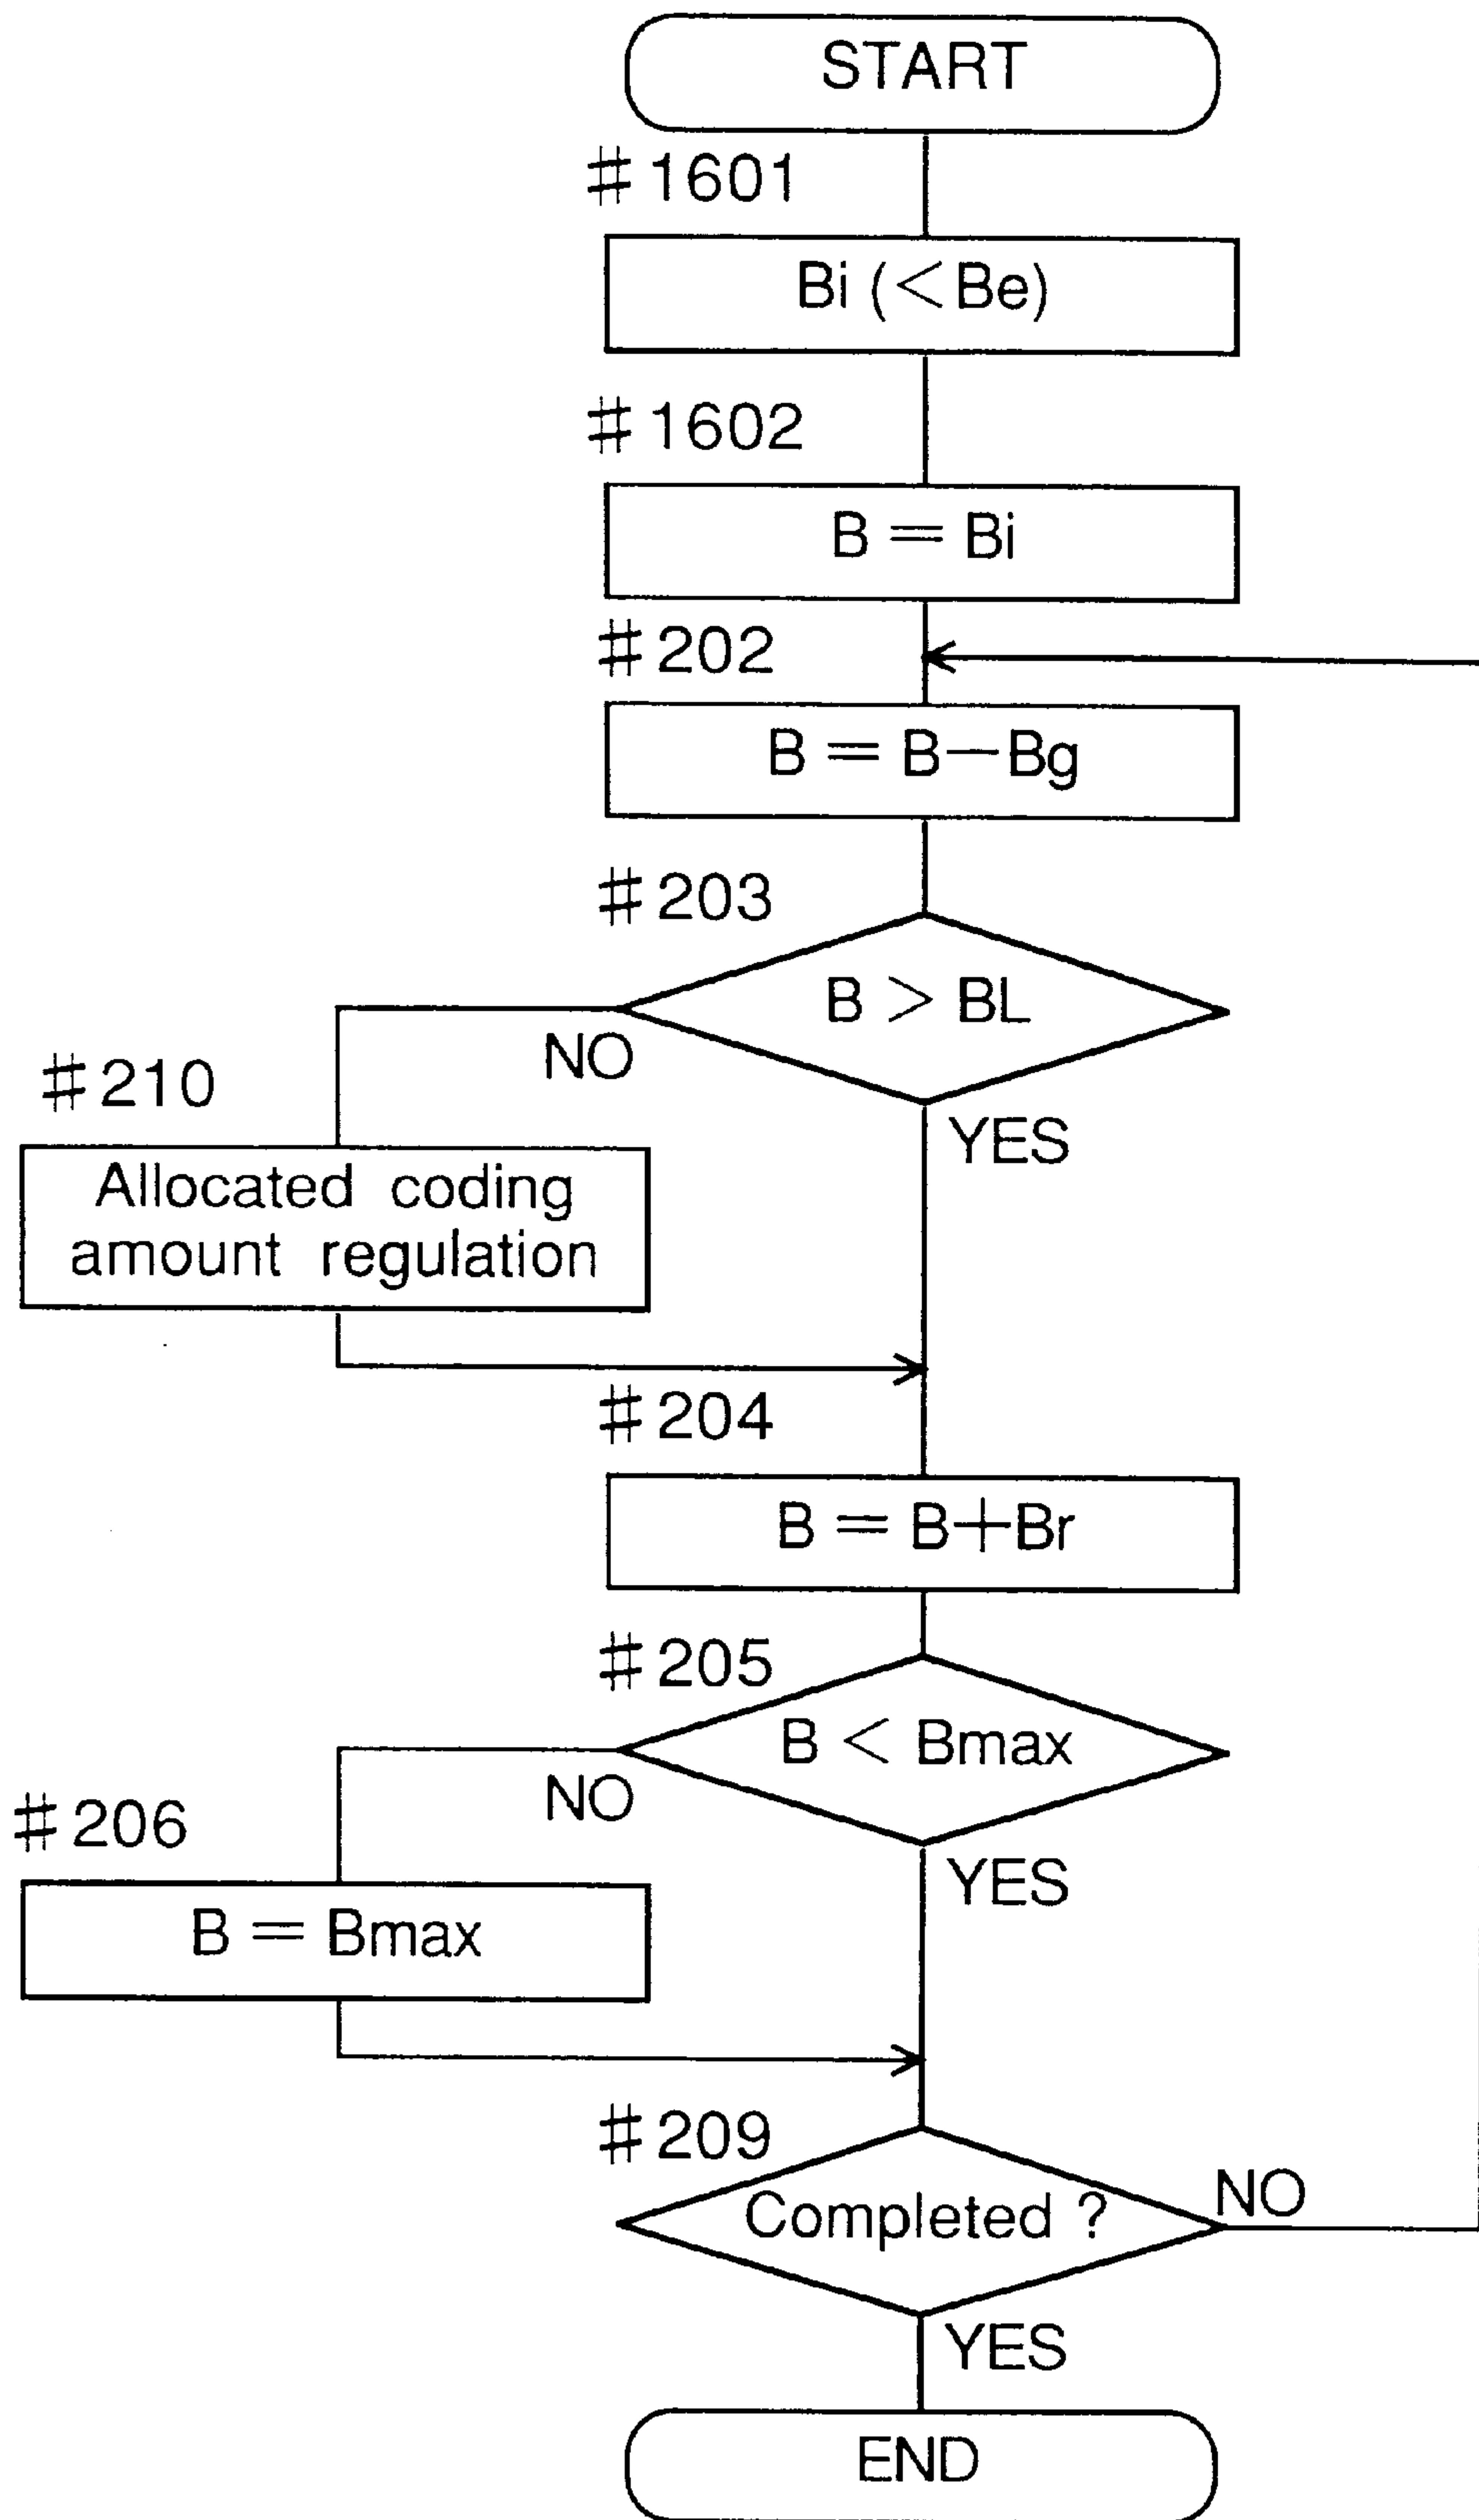 START
#1601
Bi (<Be)
#1602
B = Bi
#202
B = B-Bg
#203
B > BL
NO
#210
YES
Allocated coding
amount regulation
#204
B = B+Br
#205
B < Bmax
NO
#206
YES
B = Bmax
#209
Completed ?
NO
YES
END